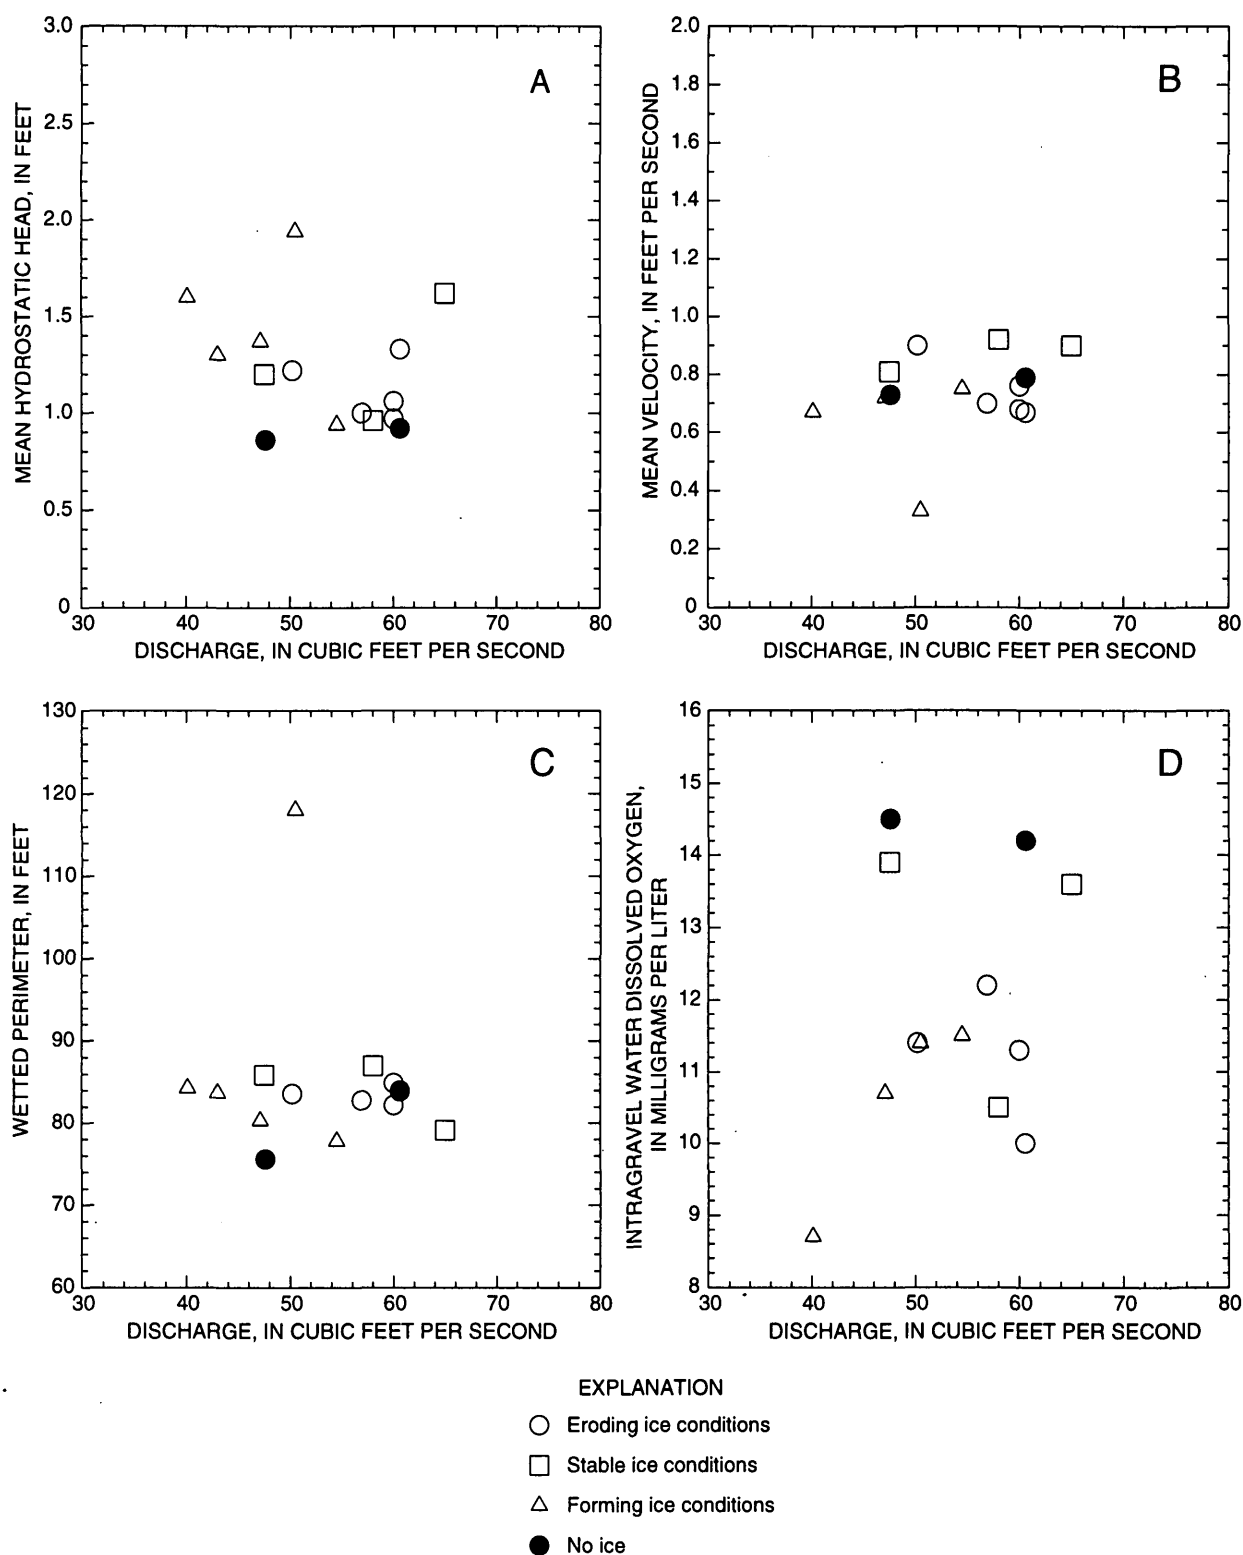 A
MEAN HYDROSTATIC HEAD, IN FEET
3.0
2.5
2.0
1.5
1.0
0.5
0
30 40 50 60 70 80
DISCHARGE, IN CUBIC FEET PER SECOND
B
MEAN VELOCITY, IN FEET PER SECOND
2.0
1.8
1.6
1.4
1.2
1.0
0.8
0.6
0.4
0.2
0
30 40 50 60 70 80
DISCHARGE, IN CUBIC FEET PER SECOND
C
WETTED PERIMETER, IN FEET
130
120
110
100
90
80
70
60
30 40 50 60 70 80
DISCHARGE, IN CUBIC FEET PER SECOND
D
INTRAGRAVEL WATER DISSOLVED OXYGEN,
IN MILLIGRAMS PER LITER
16
15
14
13
12
11
10
9
8
30 40 50 60 70 80
DISCHARGE, IN CUBIC FEET PER SECOND
EXPLANATION
Eroding ice conditions
Stable ice conditions
Forming ice conditions
No ice